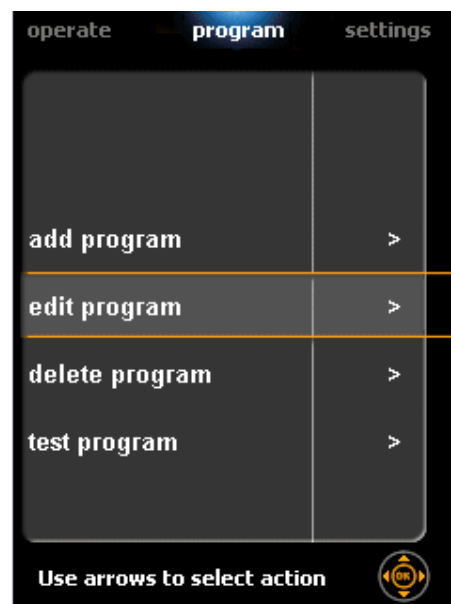 operate program settings
add program >
edit program >
delete program >
test program >
Use arrows to select action OK